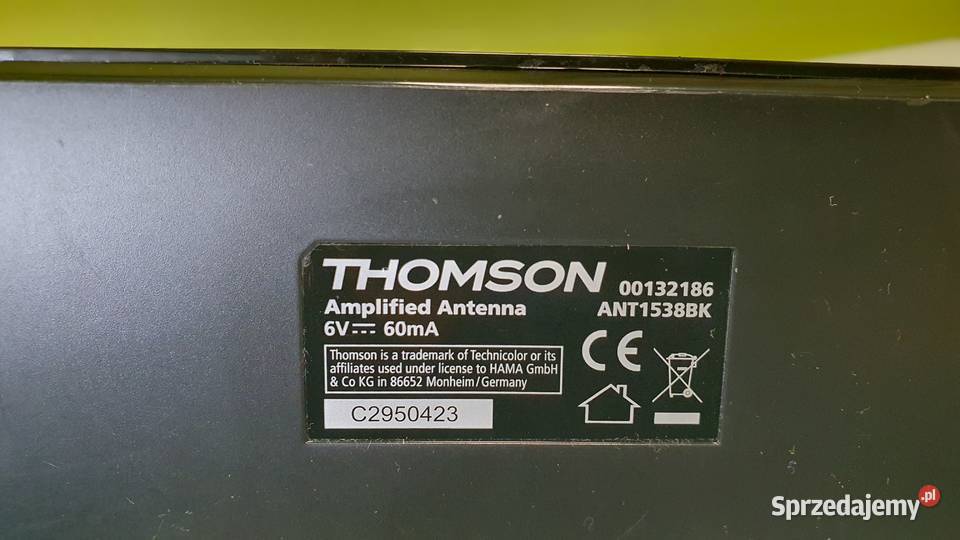 THOMSON 00132186
Amplified Antenna ANT1538BK
6V⎓ 60mA
CE
Thomson is a trademark of Technicolor or its
affiliates used under license to HAMA GmbH
& Co KG in 86652 Monheim/Germany
C2950423
Sprzedajemy.pl